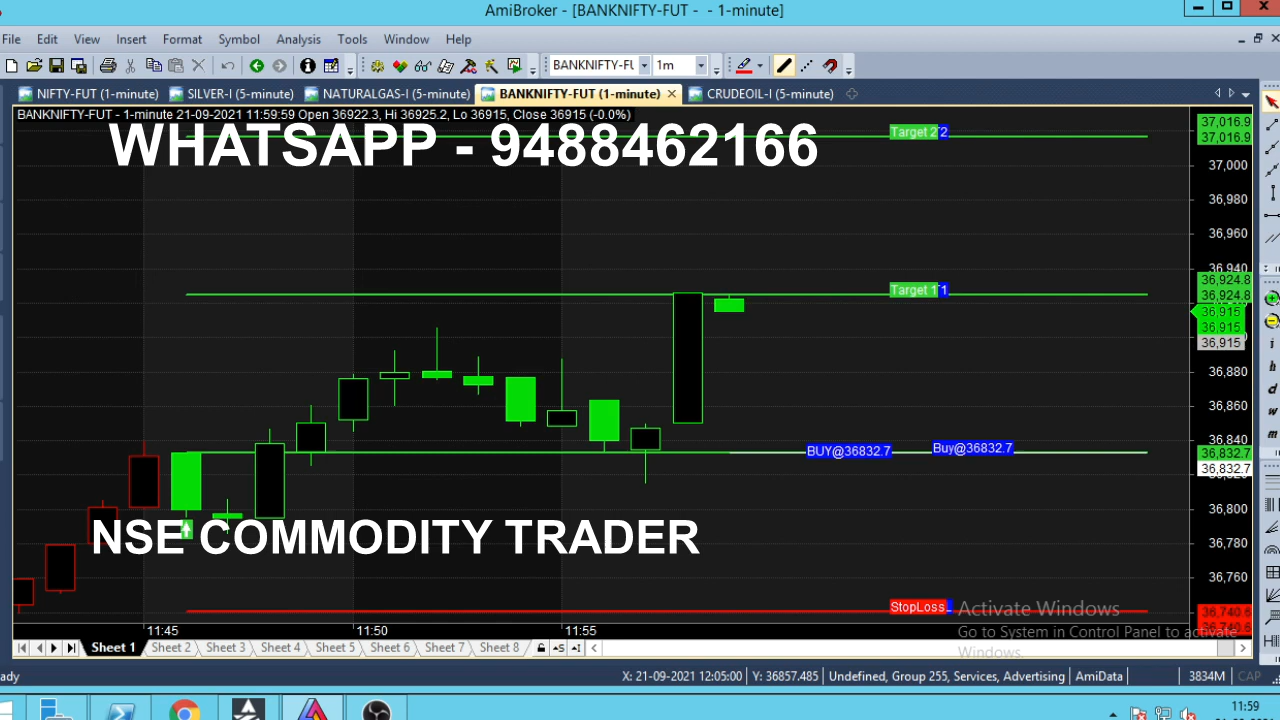 AmiBroker - [BANKNIFTY-FUT - - 1-minute]
File Edit View Insert Format Symbol Analysis Tools Window Help
BANKNIFTY-FU 1m
NIFTY-FUT (1-minute) SILVER-I (5-minute) NATURALGAS-I (5-minute) BANKNIFTY-FUT (1-minute) CRUDEOIL-I (5-minute)
BANKNIFTY-FUT - 1-minute 21-09-2021 11:59:59 Open 36922.3, Hi 36925.2, Lo 36915, Close 36915 (-0.0%)
37,016.9
Target 2
37,016.9
WHATSAPP - 9488462166
37,000
36,980
36,960
36,940
36,924.8
Target 1
36,924.8
36,915
36,915
36,915
36,880
36,860
36,840
BUY@36832.7 Buy@36832.7
36,832.7
36,832.7
36,800
NSE COMMODITY TRADER
36,780
36,760
StopLoss
Activate Windows
Go to System in Control Panel to activate
Windows.
11:45 11:50 11:55
Sheet 1 Sheet 2 Sheet 3 Sheet 4 Sheet 5 Sheet 6 Sheet 7 Sheet 8
X: 21-09-2021 12:05:00 Y: 36857.485 Undefined, Group 255, Services, Advertising AmiData 3834M CAP
11:59